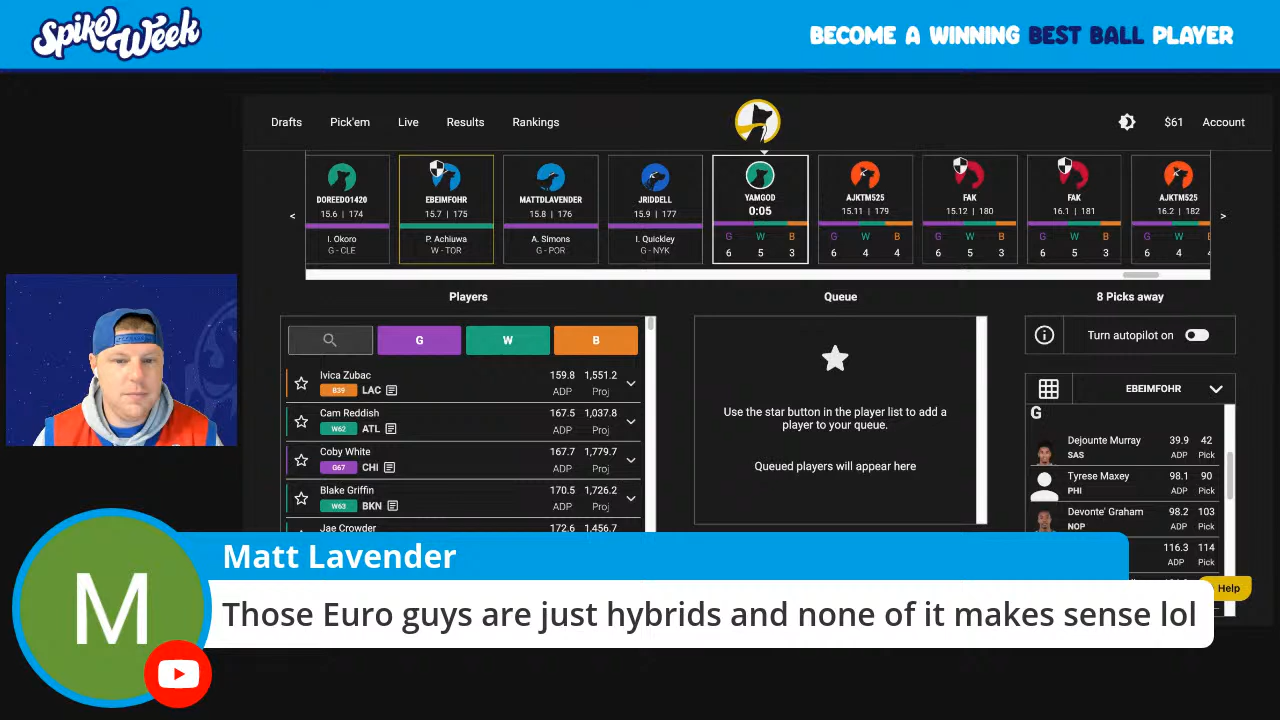 Spike Week
BECOME A WINNING BEST BALL PLAYER
Drafts Pick'em Live Results Rankings
$61 Account
DOREEDO1420
15.6 | 174
I. Okoro
G - CLE
EBEIMFOHR
15.7 | 175
P. Achiuwa
W - TOR
MATTDLAVENDER
15.8 | 176
A. Simons
G - POR
JRIDDELL
15.9 | 177
I. Quickley
G - NYK
YAMGOD
0:05
G W B
6 5 3
AJKTM525
15.11 | 179
G W B
6 4 4
FAK
15.12 | 180
G W B
6 5 3
FAK
16.1 | 181
G W B
6 5 3
AJKTM525
16.2 | 182
G W
6 4
< >
Players
G W B
Ivica Zubac 159.8 1,551.2
B39 LAC ADP Proj
Cam Reddish 167.5 1,037.8
W62 ATL ADP Proj
Coby White 167.7 1,779.7
G67 CHI ADP Proj
Blake Griffin 170.5 1,726.2
W63 BKN ADP Proj
Jae Crowder 172.6 1,456.7
Queue
Use the star button in the player list to add a
player to your queue.
Queued players will appear here
8 Picks away
Turn autopilot on
EBEIMFOHR
G
Dejounte Murray 39.9 42
SAS ADP Pick
Tyrese Maxey 98.1 90
PHI ADP Pick
Devonte' Graham 98.2 103
NOP ADP Pick
116.3 114
ADP Pick
Help
M
Matt Lavender
Those Euro guys are just hybrids and none of it makes sense lol